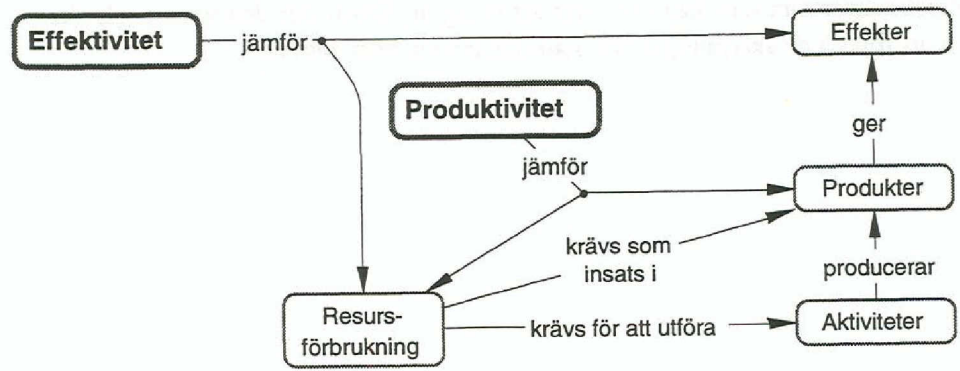 Effektivitet
jämför
Effekter
Produktivitet
ger
jämför
Produkter
krävs som
insats i
producerar
Resurs-
förbrukning
krävs för att utföra
Aktiviteter